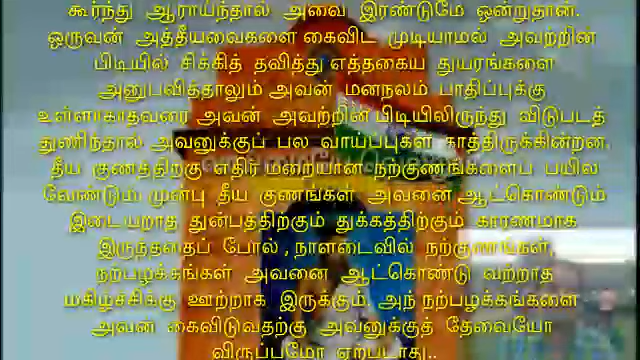 கூர்ந்து ஆராய்ந்தால் அவை இரண்டுமே ஒன்றுதான்.
ஒருவன் அத்தீயவைகளை கைவிட முடியாமல் அவற்றின்
பிடியில் சிக்கித் தவித்து எத்தகைய துயரங்களை
அனுபவித்தாலும் அவன் மனநலம் பாதிப்புக்கு
உள்ளாகாதவரை அவன் அவற்றின் பிடியிலிருந்து விடுபடத்
துணிந்தால் அவனுக்குப் பல வாய்ப்புகள் காத்திருக்கின்றன.
தீய குணத்திற்கு எதிர் மறையான நற்குணங்களைப் பயில
வேண்டும். முன்பு தீய குணங்கள் அவனை ஆட்கொண்டும்
இடையறாத துன்பத்திற்கும் துக்கத்திற்கும் காரணமாக
இருந்ததைப் போல் , நாளடைவில் நற்குணங்கள்,
நற்பழக்கங்கள் அவனை ஆட்கொண்டு வற்றாத
மகிழ்ச்சிக்கு ஊற்றாக இருக்கும். அந் நற்பழக்கங்களை
அவன் கைவிடுவதற்கு அவனுக்குத் தேவையோ
விருப்பமோ ஏற்படாது..